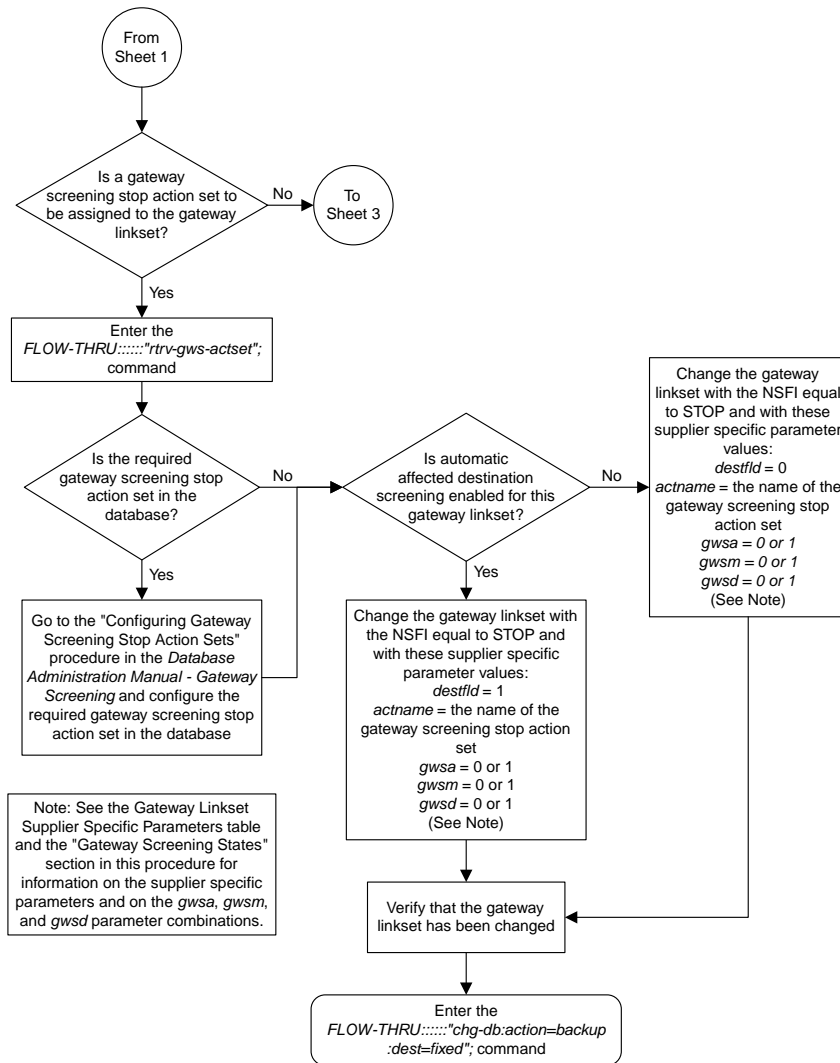 From
Sheet 1
Is a gateway
screening stop action set to
be assigned to the gateway
linkset?
No
To
Sheet 3
Yes
Enter the
FLOW-THRU::::::"rtrv-gws-actset";
command
Is the required
gateway screening stop
action set in the
database?
No
Yes
Go to the "Configuring Gateway
Screening Stop Action Sets"
procedure in the Database
Administration Manual - Gateway
Screening and configure the
required gateway screening stop
action set in the database
Is automatic
affected destination
screening enabled for this
gateway linkset?
No
Yes
Change the gateway
linkset with the NSFI equal
to STOP and with these
supplier specific parameter
values:
destfld = 0
actname = the name of the
gateway screening stop
action set
gwsa = 0 or 1
gwsm = 0 or 1
gwsd = 0 or 1
(See Note)
Change the gateway linkset with
the NSFI equal to STOP and
with these supplier specific
parameter values:
destfld = 1
actname = the name of the
gateway screening stop action
set
gwsa = 0 or 1
gwsm = 0 or 1
gwsd = 0 or 1
(See Note)
Note: See the Gateway Linkset
Supplier Specific Parameters table
and the "Gateway Screening States"
section in this procedure for
information on the supplier specific
parameters and on the gwsa, gwsm,
and gwsd parameter combinations.
Verify that the gateway
linkset has been changed
Enter the
FLOW-THRU::::::"chg-db:action=backup
:dest=fixed"; command